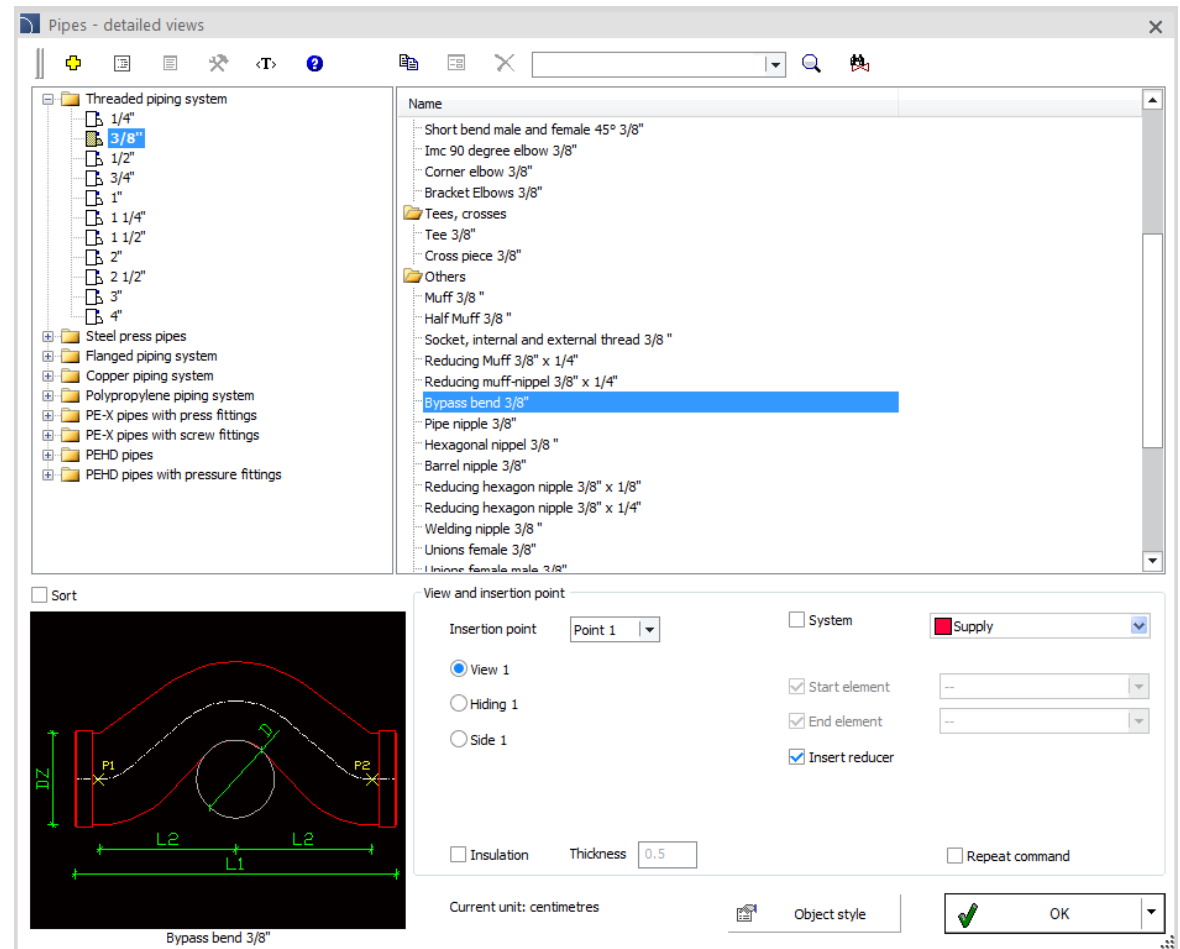 Pipes - detailed views
<T>
Threaded piping system
1/4"
3/8"
1/2"
3/4"
1"
1 1/4"
1 1/2"
2"
2 1/2"
3"
4"
Steel press pipes
Flanged piping system
Copper piping system
Polypropylene piping system
PE-X pipes with press fittings
PE-X pipes with screw fittings
PEHD pipes
PEHD pipes with pressure fittings
Name
Short bend male and female 45° 3/8"
Imc 90 degree elbow 3/8"
Corner elbow 3/8"
Bracket Elbows 3/8"
Tees, crosses
Tee 3/8"
Cross piece 3/8"
Others
Muff 3/8 "
Half Muff 3/8 "
Socket, internal and external thread 3/8 "
Reducing Muff 3/8" x 1/4"
Reducing muff-nippel 3/8" x 1/4"
Bypass bend 3/8"
Pipe nipple 3/8"
Hexagonal nippel 3/8 "
Barrel nipple 3/8"
Reducing hexagon nipple 3/8" x 1/8"
Reducing hexagon nipple 3/8" x 1/4"
Welding nipple 3/8 "
Unions female 3/8"
Unions female male 3/8"
Sort
D
P1
P2
DZ
L2 L2
L1
Bypass bend 3/8"
View and insertion point
Insertion point Point 1
View 1
Hiding 1
Side 1
System Supply
Start element --
End element --
Insert reducer
Insulation Thickness 0.5
Repeat command
Current unit: centimetres
Object style
OK